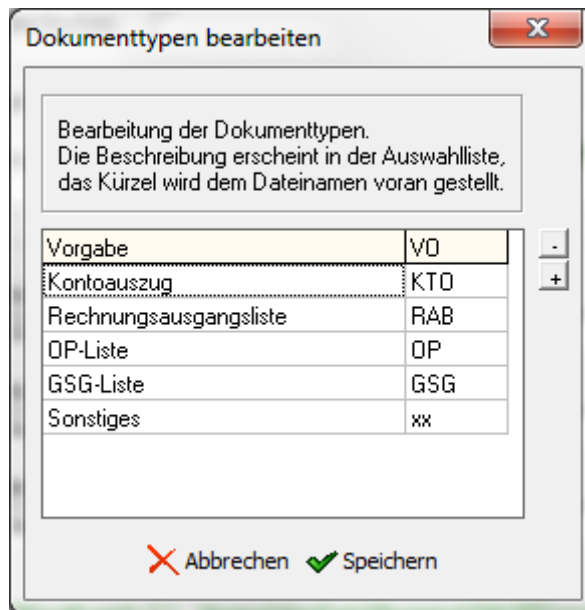 Dokumenttypen bearbeiten
x
Bearbeitung der Dokumenttypen.
Die Beschreibung erscheint in der Auswahlliste,
das Kürzel wird dem Dateinamen voran gestellt.
Vorgabe VO
-
Kontoauszug KTO
+
Rechnungsausgangsliste RAB
OP-Liste OP
GSG-Liste GSG
Sonstiges xx
Abbrechen Speichern